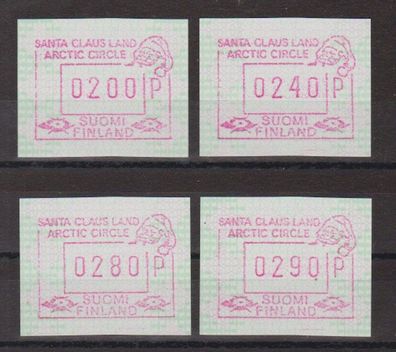 SANTA CLAUS LAND
ARCTIC CIRCLE
0200 P
SUOMI
FINLAND
SANTA CLAUS LAND
ARCTIC CIRCLE
0240 P
SUOMI
FINLAND
SANTA CLAUS LAND
ARCTIC CIRCLE
0280 P
SUOMI
FINLAND
SANTA CLAUS LAND
ARCTIC CIRCLE
0290 P
SUOMI
FINLAND